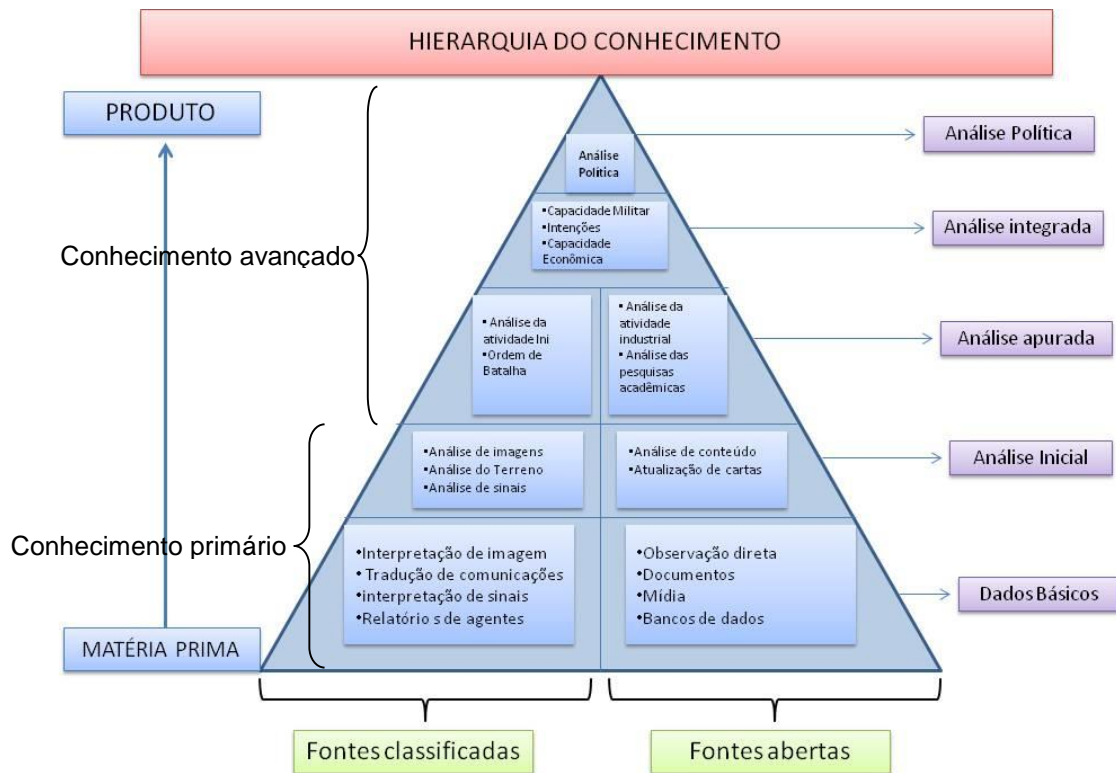 HIERARQUIA DO CONHECIMENTO
PRODUTO
Conhecimento avançado
Conhecimento primário
MATÉRIA PRIMA
Análise
Política
•Capacidade Militar
•Intenções
•Capacidade
Econômica
▪ Análise da
atividade Ini
▪Ordem de
Batalha
▪ Análise da
atividade
industrial
▪ Análise das
pesquisas
acadêmicas
•Análise de imagens
•Análise do Terreno
•Análise de sinais
•Análise de conteúdo
•Atualização de cartas
•Interpretação de imagem
• Tradução de comunicações
•Interpretação de sinais
•Relatório s de agentes
•Observação direta
•Documentos
•Mídia
•Bancos de dados
Análise Política
Análise integrada
Análise apurada
Análise Inicial
Dados Básicos
Fontes classificadas
Fontes abertas